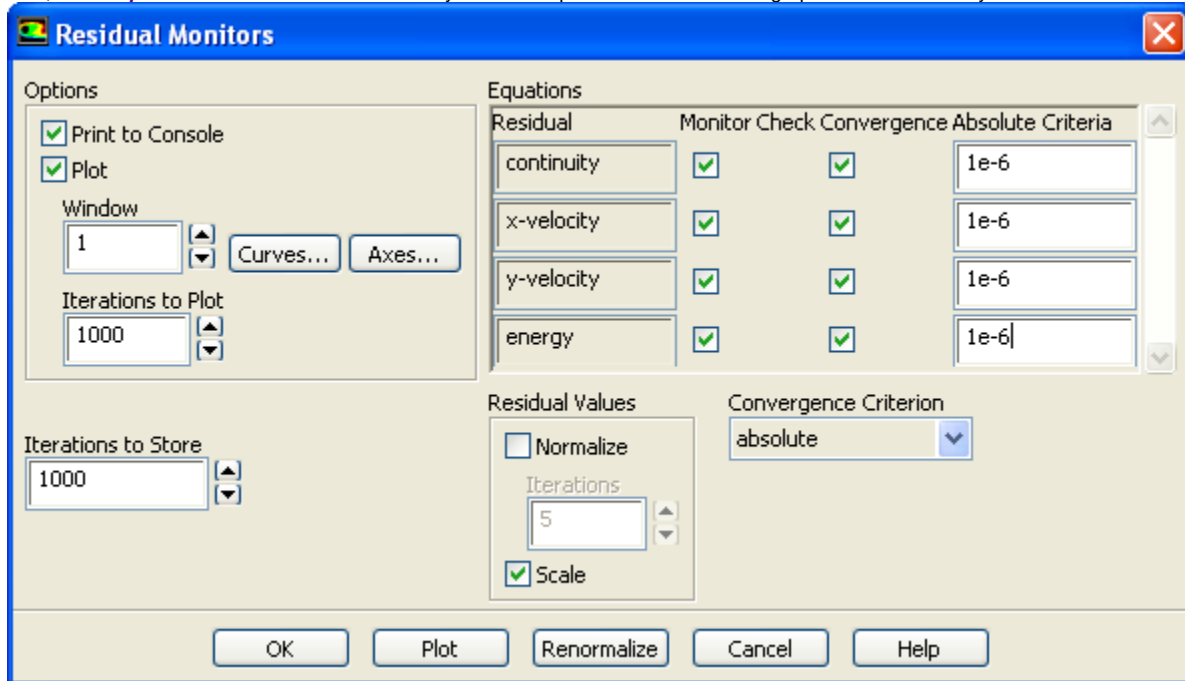 Residual Monitors
Options
Print to Console
Plot
Window
1
Curves... Axes...
Iterations to Plot
1000
Iterations to Store
1000
Equations
Residual Monitor Check Convergence Absolute Criteria
continuity 1e-6
x-velocity 1e-6
y-velocity 1e-6
energy 1e-6
Residual Values
Normalize
Iterations
5
Scale
Convergence Criterion
absolute
OK Plot Renormalize Cancel Help